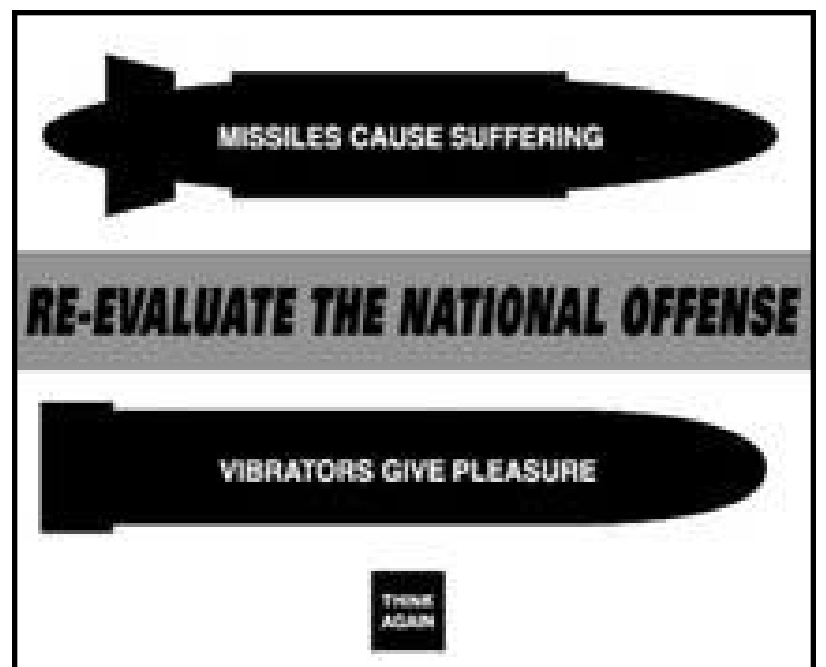 MISSILES CAUSE SUFFERING
RE-EVALUATE THE NATIONAL OFFENSE
VIBRATORS GIVE PLEASURE
THINK
AGAIN